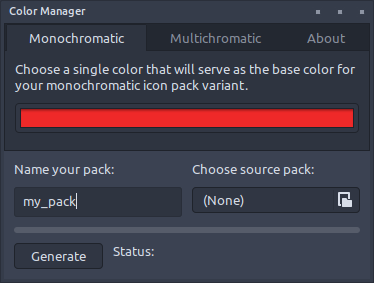 Color Manager
Monochromatic Multichromatic About
Choose a single color that will serve as the base color for
your monochromatic icon pack variant.
Name your pack: Choose source pack:
my_pack (None)
Generate Status: